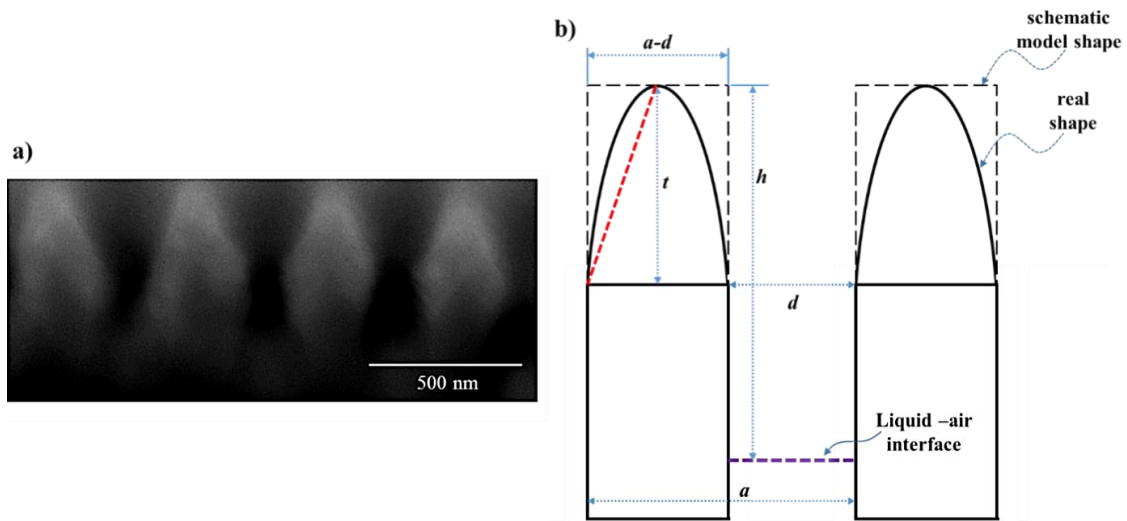 a)
500 nm
b)
a-d
schematic
model shape
real
shape
t
h
d
Liquid –air
interface
a